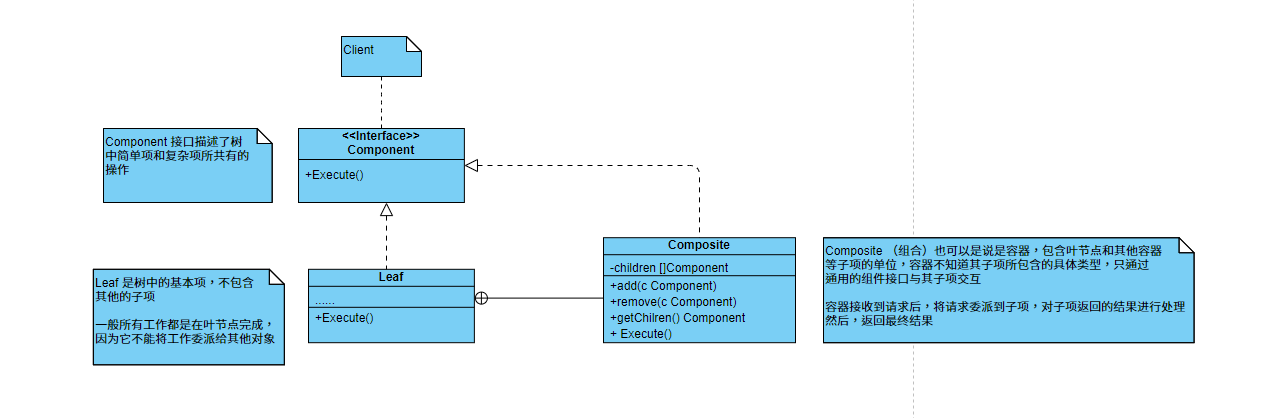 Client
Component 接口描述了树
中简单项和复杂项所共有的
操作
<<Interface>>
Component
+Execute()
Leaf 是树中的基本项，不包含
其他的子项
一般所有工作都是在叶节点完成，
因为它不能将工作委派给其他对象
Leaf
......
+Execute()
Composite
-children []Component
+add(c Component)
+remove(c Component)
+getChilren() Component
+ Execute()
Composite （组合）也可以是说是容器，包含叶节点和其他容器
等子项的单位，容器不知道其子项所包含的具体类型，只通过
通用的组件接口与其子项交互
容器接收到请求后，将请求委派到子项，对子项返回的结果进行处理
然后，返回最终结果